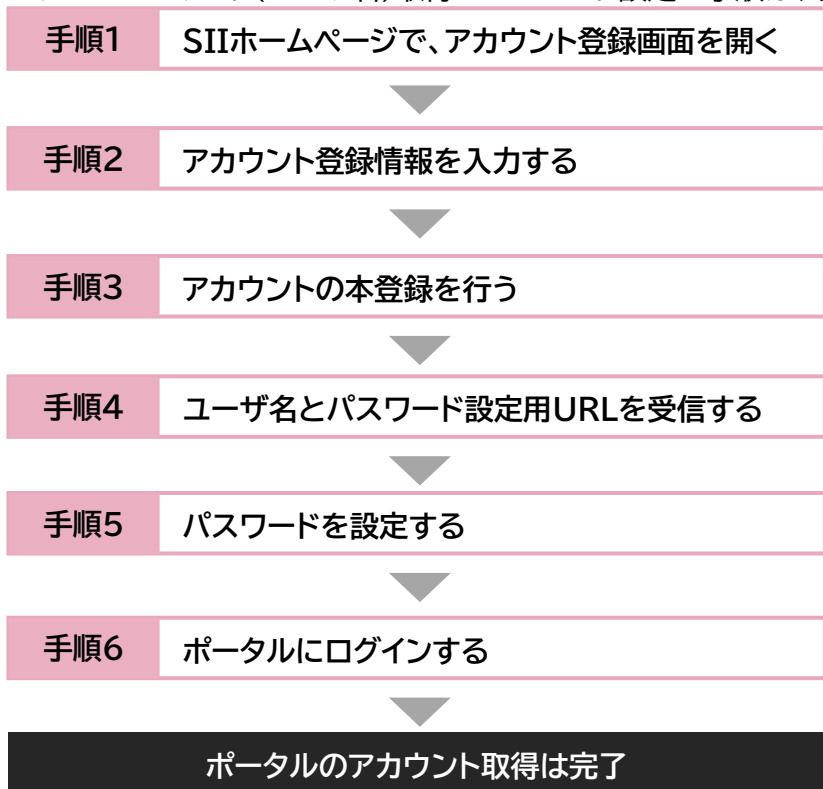 手順1 SIIホームページで、アカウント登録画面を開く
手順2 アカウント登録情報を入力する
手順3 アカウントの本登録を行う
手順4 ユーザ名とパスワード設定用URLを受信する
手順5 パスワードを設定する
手順6 ポータルにログインする
ポータルのアカウント取得は完了